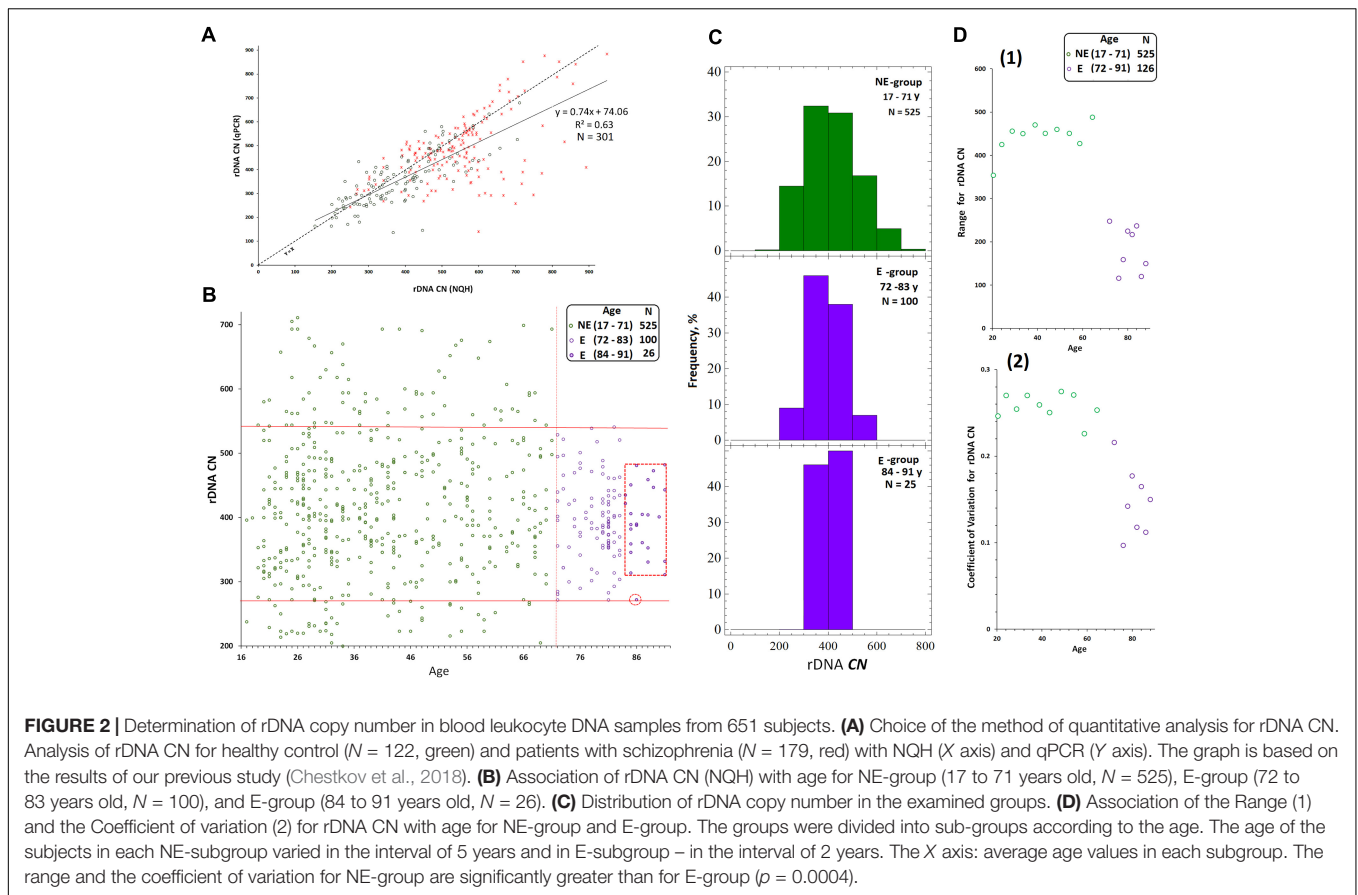 A
rDNA CN (qPCR)
900
800
700
600
500
400
300
200
100
0
0 100 200 300 400 500 600 700 800 900
rDNA CN (NQH)
y = 0.74x + 74.06
R² = 0.63
N = 301
Y = X
B
rDNA CN
700
600
500
400
300
200
16 26 36 46 56 66 76 86
Age
Age N
NE (17 - 71) 525
E (72 - 83) 100
E (84 - 91) 26
C
Frequency, %
40
30
20
10
0
NE-group
17 - 71 y
N = 525
40
30
20
10
0
E -group
72 -83 y
N = 100
40
30
20
10
0
E -group
84 - 91 y
N = 25
0 200 400 600 800
rDNA CN
D
Age N
NE (17 - 71) 525
E (72 - 91) 126
(1)
Range for rDNA CN
600
500
400
300
200
100
0
20 40 60 80
Age
(2)
Coefficient of Variation for rDNA CN
0.3
0.2
0.1
0
20 40 60 80
Age
FIGURE 2 | Determination of rDNA copy number in blood leukocyte DNA samples from 651 subjects. (A) Choice of the method of quantitative analysis for rDNA CN.
Analysis of rDNA CN for healthy control (N = 122, green) and patients with schizophrenia (N = 179, red) with NQH (X axis) and qPCR (Y axis). The graph is based on
the results of our previous study (Chestkov et al., 2018). (B) Association of rDNA CN (NQH) with age for NE-group (17 to 71 years old, N = 525), E-group (72 to
83 years old, N = 100), and E-group (84 to 91 years old, N = 26). (C) Distribution of rDNA copy number in the examined groups. (D) Association of the Range (1)
and the Coefficient of variation (2) for rDNA CN with age for NE-group and E-group. The groups were divided into sub-groups according to the age. The age of the
subjects in each NE-subgroup varied in the interval of 5 years and in E-subgroup – in the interval of 2 years. The X axis: average age values in each subgroup. The
range and the coefficient of variation for NE-group are significantly greater than for E-group (p = 0.0004).